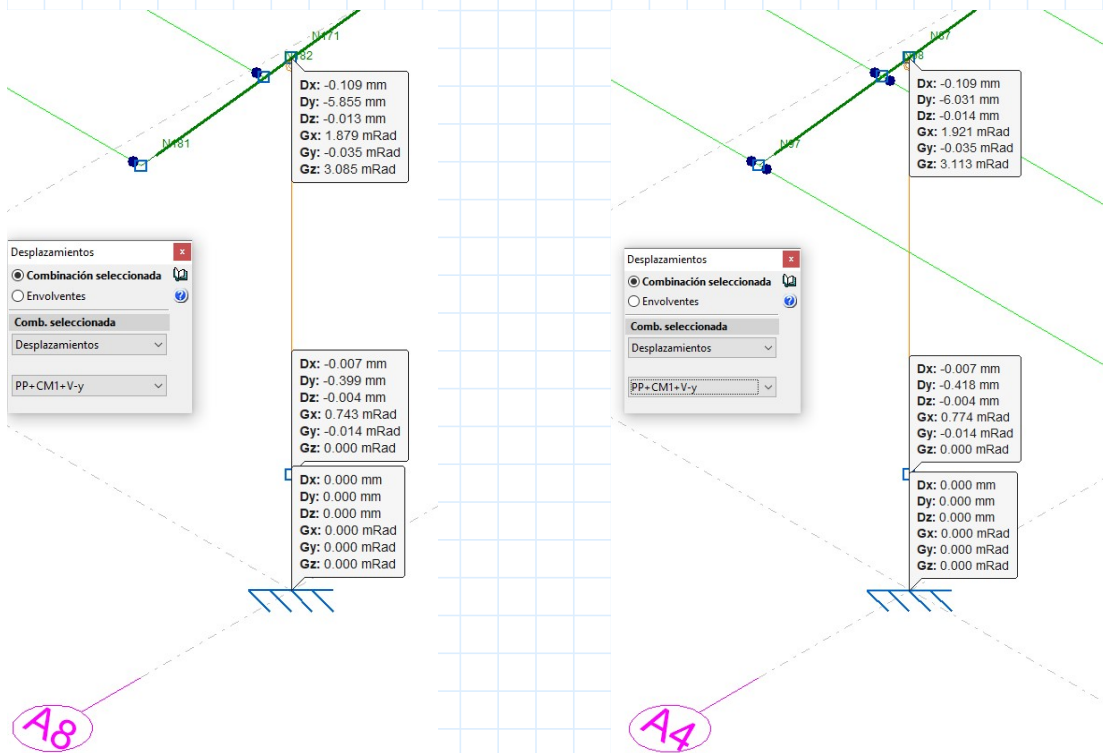 N171
N182
Dx: -0.109 mm
Dy: -5.855 mm
Dz: -0.013 mm
Gx: 1.879 mRad
Gy: -0.035 mRad
Gz: 3.085 mRad
N181
Desplazamientos
x
Combinación seleccionada
Envolventes
?
Comb. seleccionada
Desplazamientos
PP+CM1+V-y
Dx: -0.007 mm
Dy: -0.399 mm
Dz: -0.004 mm
Gx: 0.743 mRad
Gy: -0.014 mRad
Gz: 0.000 mRad
Dx: 0.000 mm
Dy: 0.000 mm
Dz: 0.000 mm
Gx: 0.000 mRad
Gy: 0.000 mRad
Gz: 0.000 mRad
A8
N87
N98
Dx: -0.109 mm
Dy: -6.031 mm
Dz: -0.014 mm
Gx: 1.921 mRad
Gy: -0.035 mRad
Gz: 3.113 mRad
N97
Desplazamientos
x
Combinación seleccionada
Envolventes
?
Comb. seleccionada
Desplazamientos
PP+CM1+V-y
Dx: -0.007 mm
Dy: -0.418 mm
Dz: -0.004 mm
Gx: 0.774 mRad
Gy: -0.014 mRad
Gz: 0.000 mRad
Dx: 0.000 mm
Dy: 0.000 mm
Dz: 0.000 mm
Gx: 0.000 mRad
Gy: 0.000 mRad
Gz: 0.000 mRad
A4